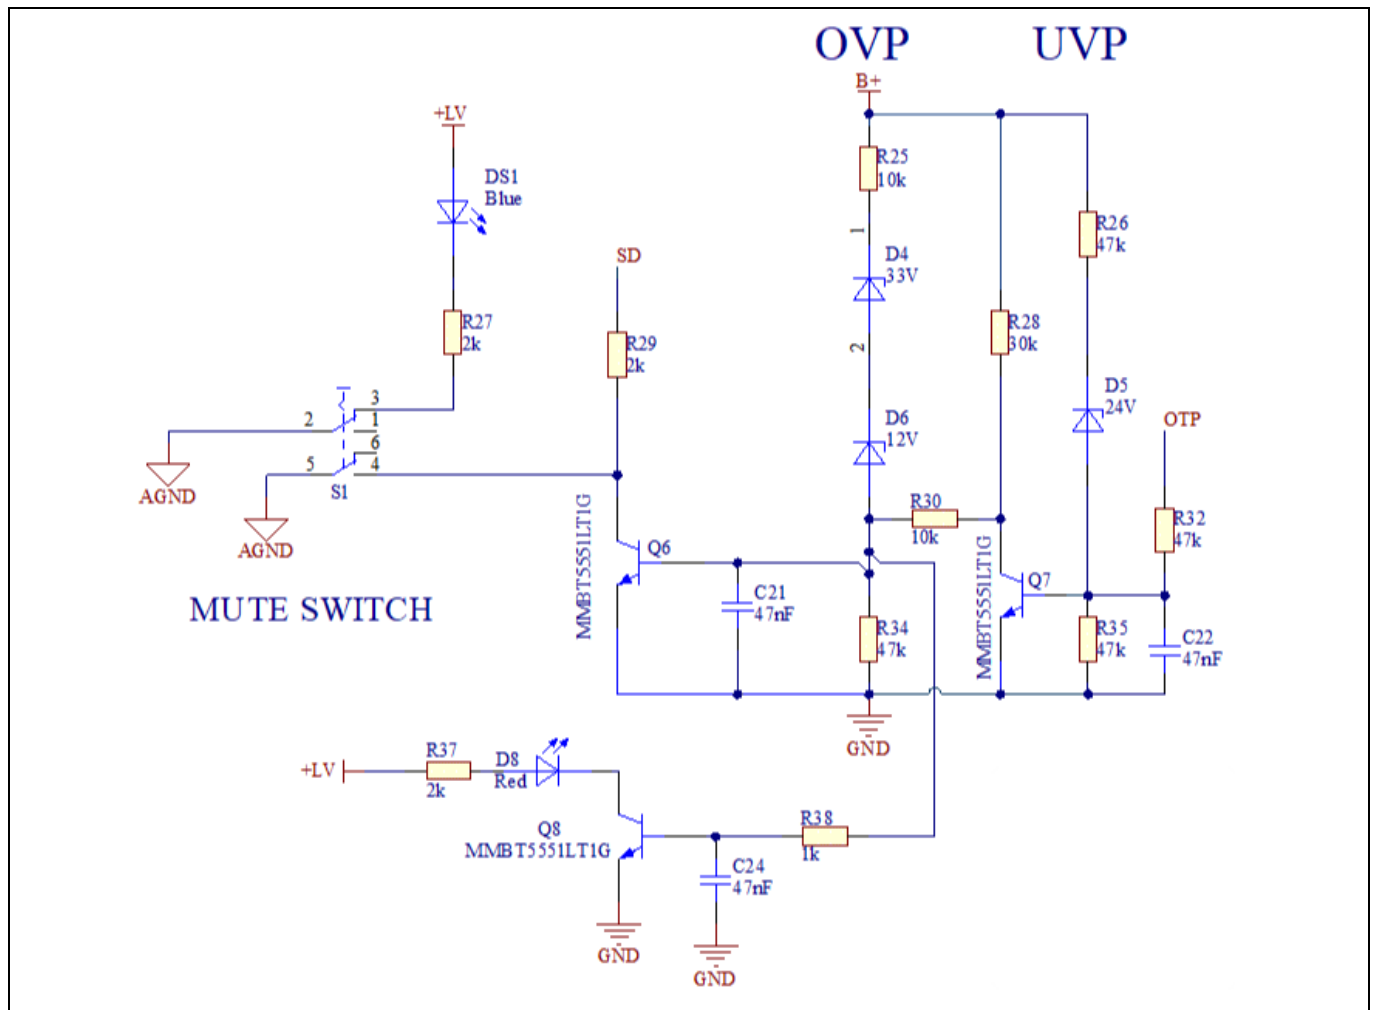 OVP UVP
B+
+LV
R25
10k
DS1
Blue
R26
47k
1
SD
D4
33V
R27
2k
R29
2k
2
R28
30k
D5
24V
3
2
1
6
5
4
S1
D6
12V
OTP
AGND
AGND
R30
10k
R32
47k
MMBT5551LT1G
Q6
MMBT5551LT1G
Q7
C21
47nF
MUTE SWITCH
R34
47k
R35
47k
C22
47nF
GND
+LV
R37
2k
D8
Red
Q8
MMBT5551LT1G
R38
1k
C24
47nF
GND
GND